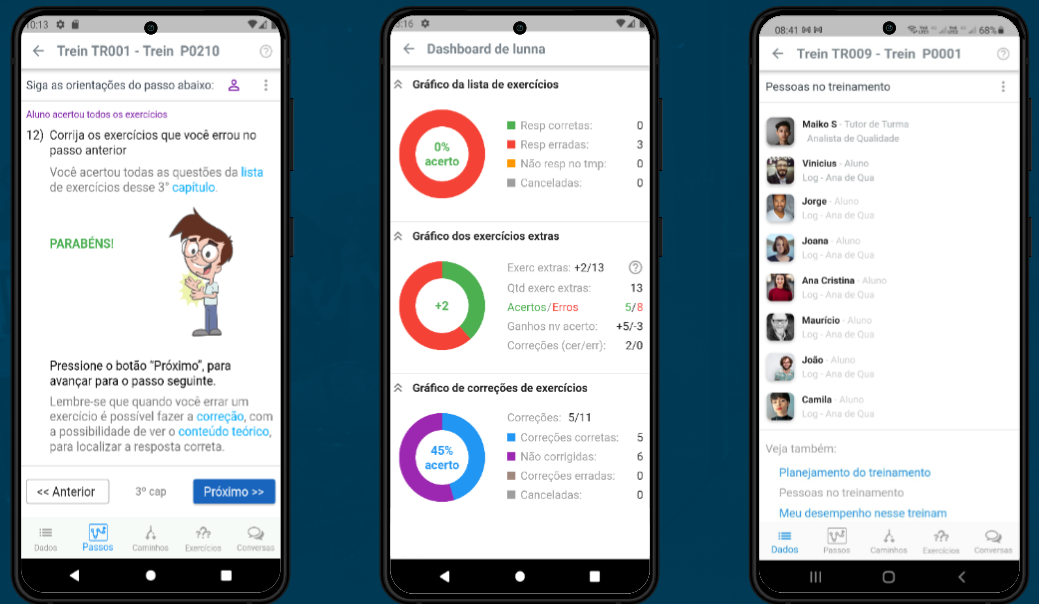 10:13
Trein TR001 - Trein P0210
Siga as orientações do passo abaixo:
Aluno acertou todos os exercícios
12) Corrija os exercícios que você errou no
passo anterior
Você acertou todas as questões da lista
de exercícios desse 3° capítulo.
PARABÉNS!
Pressione o botão "Próximo", para
avançar para o passo seguinte.
Lembre-se que quando você errar um
exercício é possível fazer a correção, com
a possibilidade de ver o conteúdo teórico,
para localizar a resposta correta.
<< Anterior 3º cap Próximo >>
Dados Passos Caminhos Exercícios Conversas
:16
Dashboard de lunna
Gráfico da lista de exercícios
0%
acerto
Resp corretas: 0
Resp erradas: 3
Não resp no tmp: 0
Canceladas: 0
Gráfico dos exercícios extras
+2
Exerc extras: +2/13
Qtd exerc extras: 13
Acertos/Erros 5/8
Ganhos nv acerto: +5/-3
Correções (cer/err): 2/0
Gráfico de correções de exercícios
45%
acerto
Correções: 5/11
Correções corretas: 5
Não corrigidas: 6
Correções erradas: 0
Canceladas: 0
08:41 68%
Trein TR009 - Trein P0001
Pessoas no treinamento
Maiko S - Tutor de Turma
Analista de Qualidade
Vinicius - Aluno
Log - Ana de Qua
Jorge - Aluno
Log - Ana de Qua
Joana - Aluno
Log - Ana de Qua
Ana Cristina - Aluno
Log - Ana de Qua
Maurício - Aluno
Log - Ana de Qua
João - Aluno
Log - Ana de Qua
Camila - Aluno
Log - Ana de Qua
Veja também:
Planejamento do treinamento
Pessoas no treinamento
Meu desempenho nesse treinam
Dados Passos Caminhos Exercícios Conversas